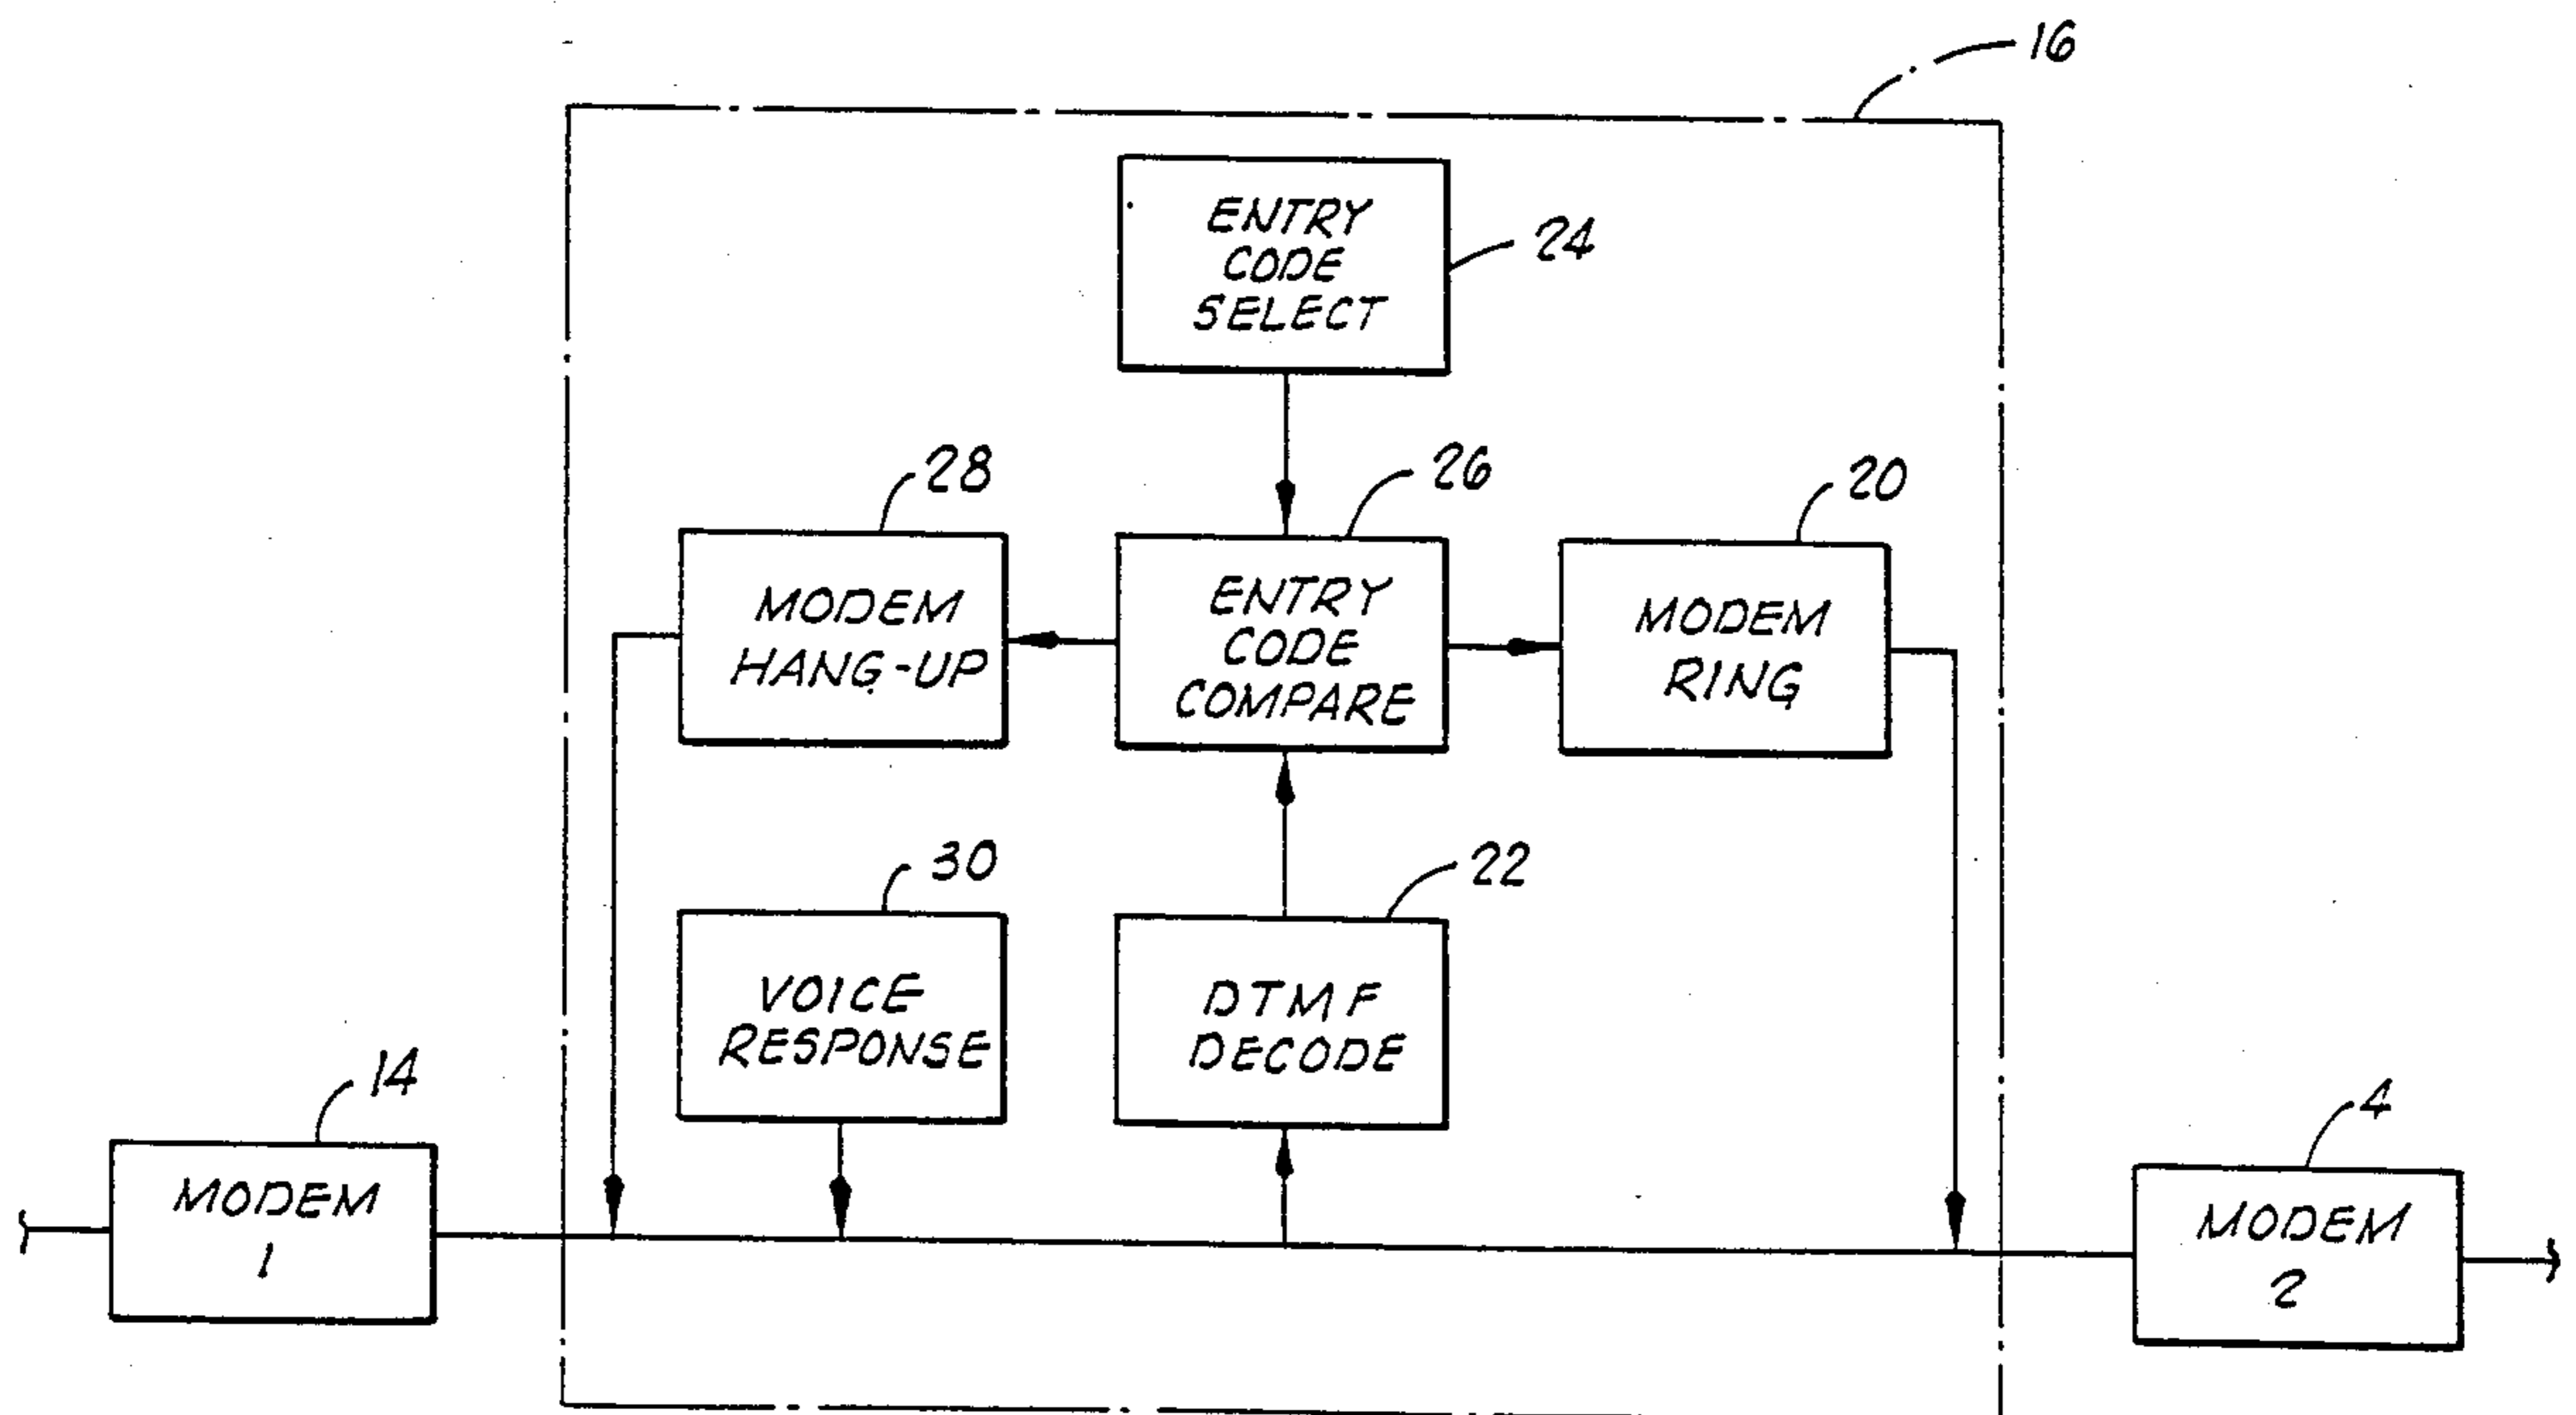 16
ENTRY
CODE
SELECT
24
28
26
20
MODEM
HANG-UP
ENTRY
CODE
COMPARE
MODEM
RING
30
22
VOICE
RESPONSE
DTMF
DECODE
14
4
MODEM
1
MODEM
2